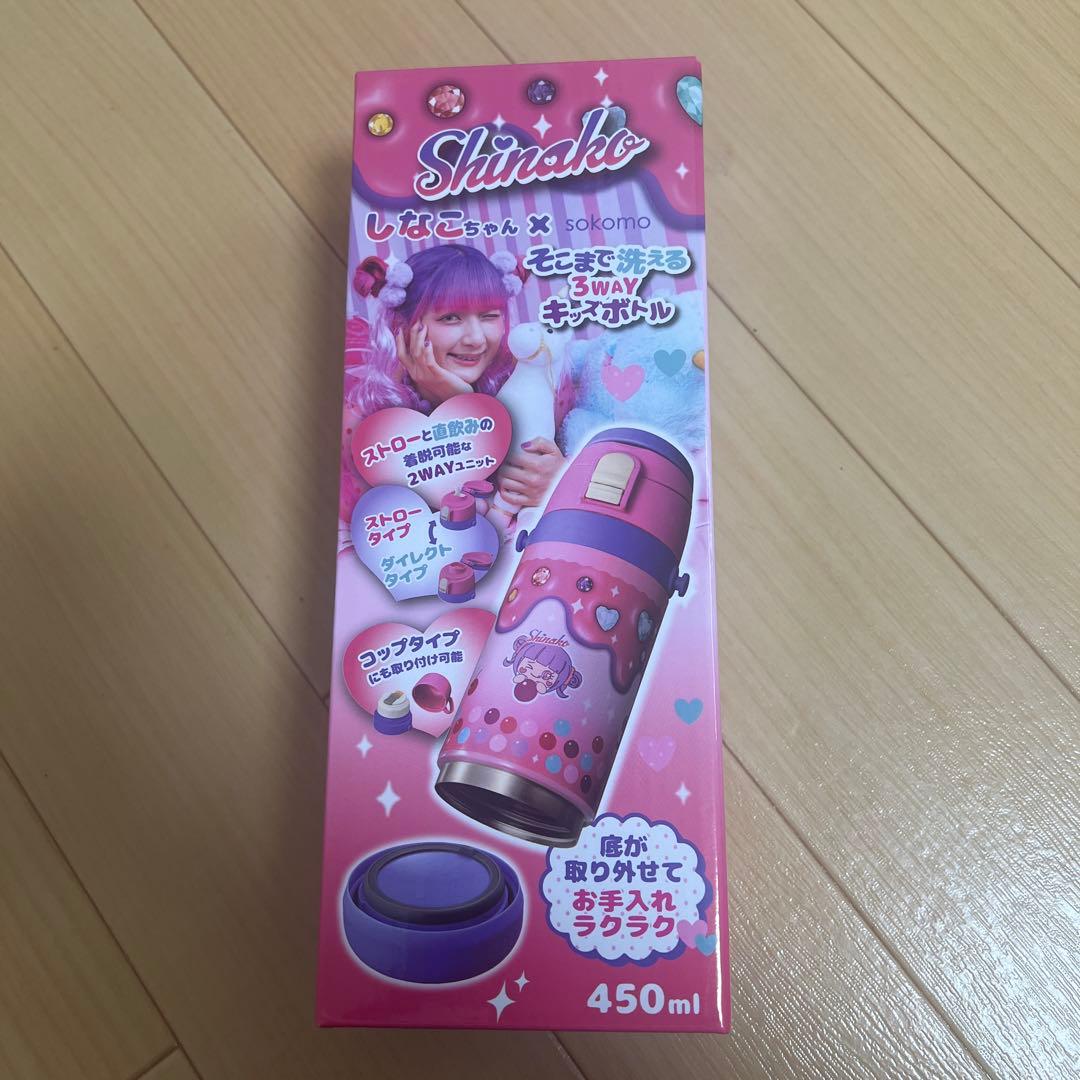 Shinako
しなこちゃん × sokomo
そこまで洗える
3WAY
キッズボトル
ストローと直飲みの
着脱可能な
2WAYユニット
ストロー
タイプ
ダイレクト
タイプ
コップタイプ
にも取り付け可能
Shinako
底が
取り外せて
お手入れ
ラクラク
450ml